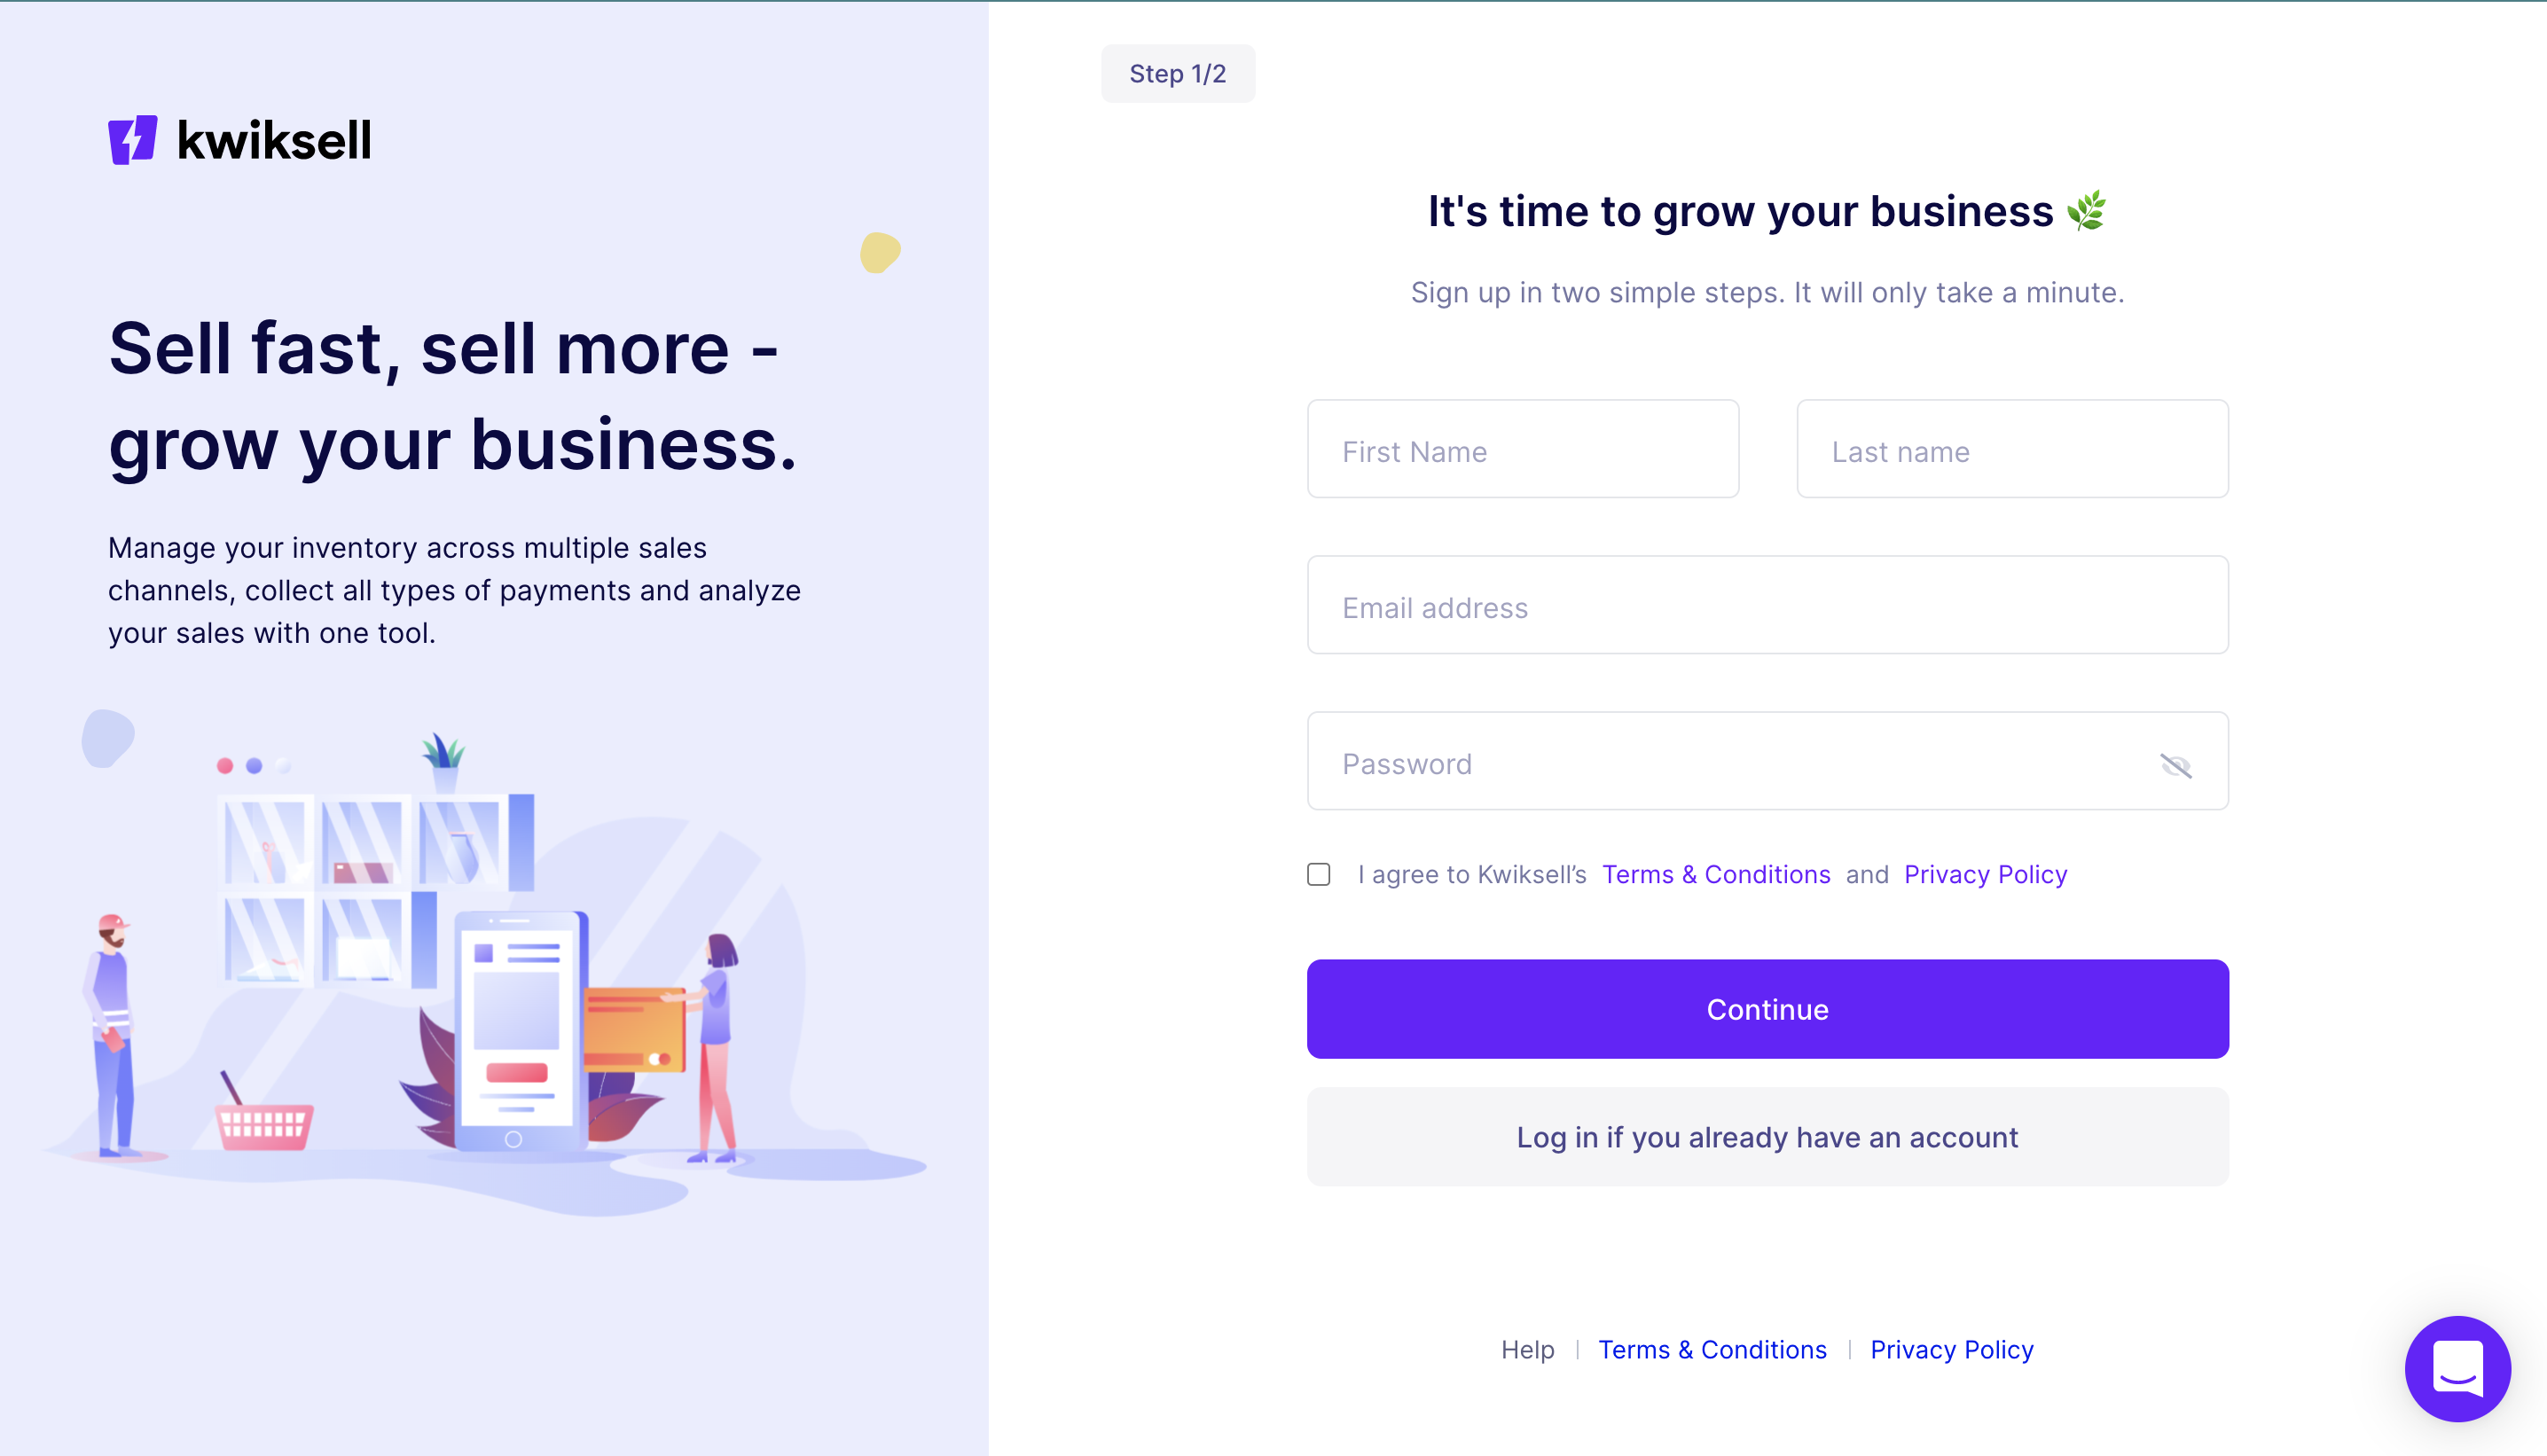 kwiksell
Sell fast, sell more -
grow your business.
Manage your inventory across multiple sales
channels, collect all types of payments and analyze
your sales with one tool.
Step 1/2
It's time to grow your business 🌿
Sign up in two simple steps. It will only take a minute.
First Name
Last name
Email address
Password
I agree to Kwiksell’s Terms & Conditions and Privacy Policy
Continue
Log in if you already have an account
Help | Terms & Conditions | Privacy Policy